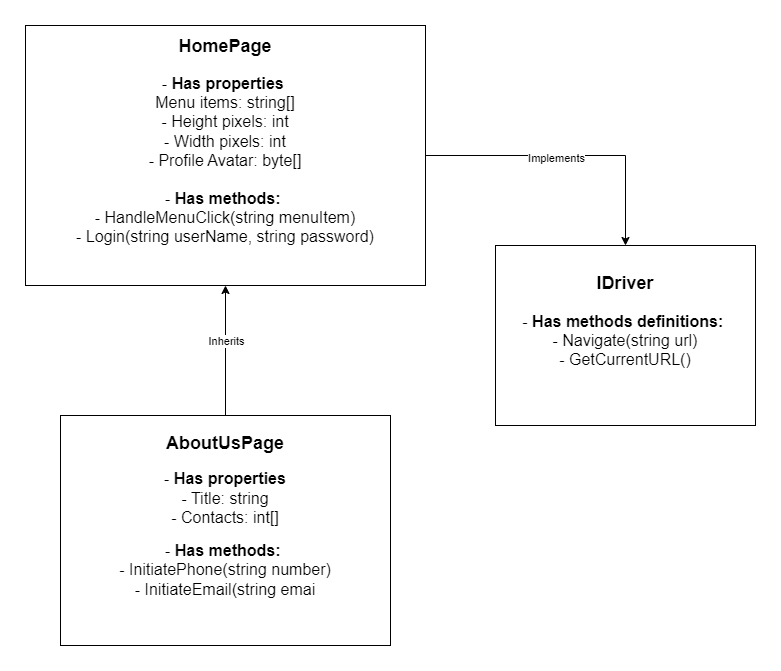 HomePage
- Has properties
Menu items: string[]
- Height pixels: int
- Width pixels: int
- Profile Avatar: byte[]
- Has methods:
- HandleMenuClick(string menuItem)
- Login(string userName, string password)
Implements
IDriver
- Has methods definitions:
- Navigate(string url)
- GetCurrentURL()
Inherits
AboutUsPage
- Has properties
- Title: string
- Contacts: int[]
- Has methods:
- InitiatePhone(string number)
- InitiateEmail(string emai